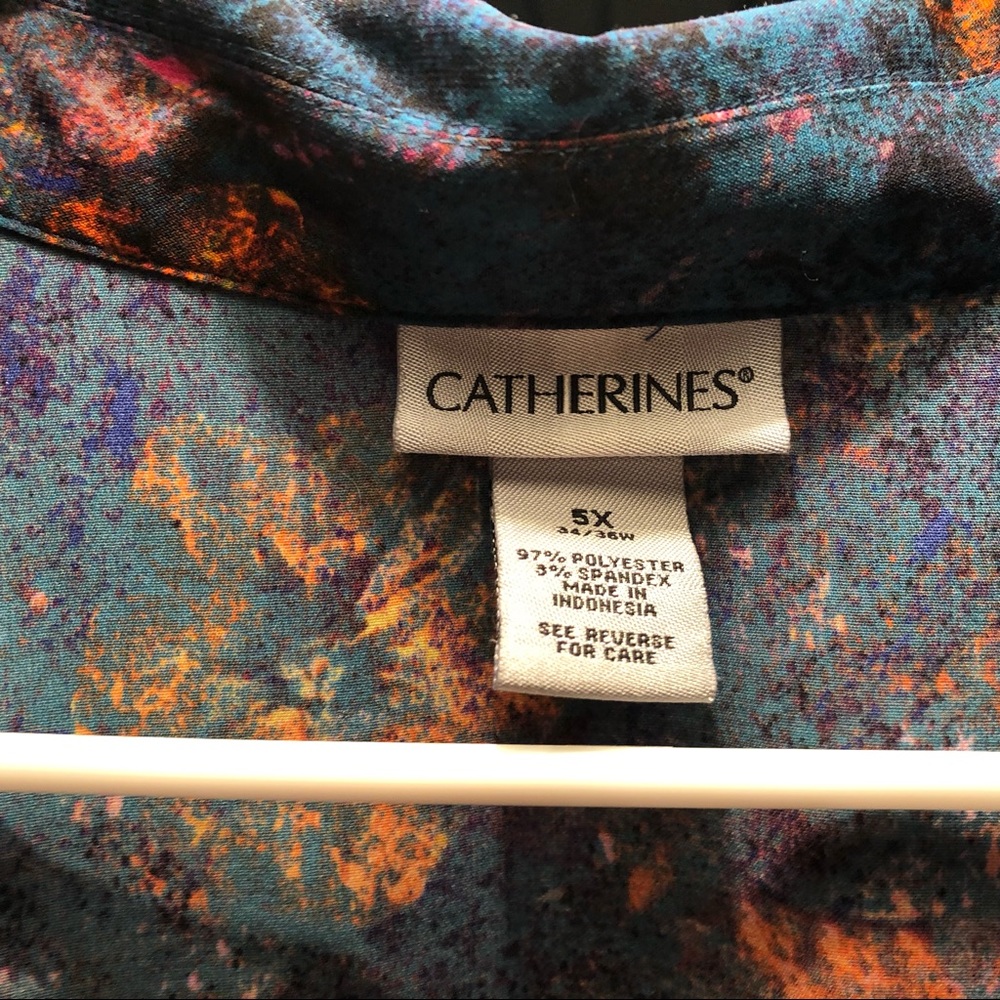 CATHERINES®
5X
34/36W
97% POLYESTER
3% SPANDEX
MADE IN
INDONESIA
SEE REVERSE
FOR CARE